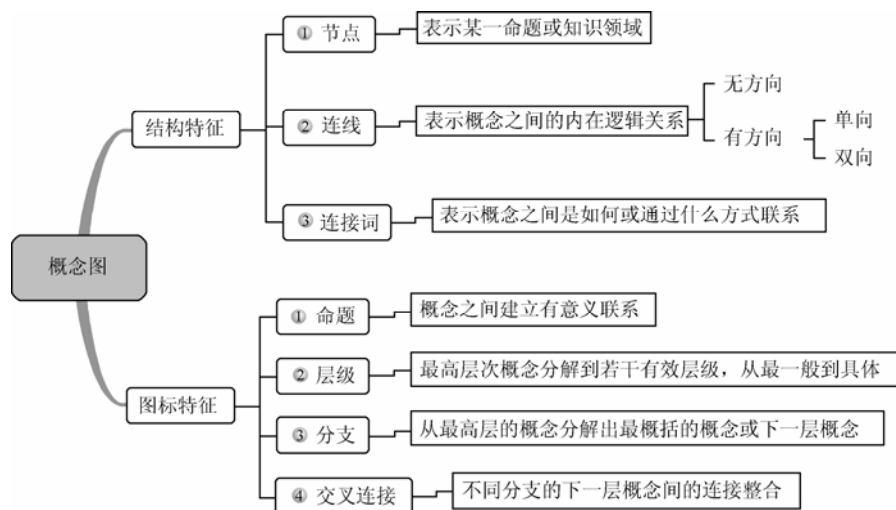 概念图
结构特征
① 节点
表示某一命题或知识领域
② 连线
表示概念之间的内在逻辑关系
无方向
有方向
单向
双向
③ 连接词
表示概念之间是如何或通过什么方式联系
图标特征
① 命题
概念之间建立有意义联系
② 层级
最高层次概念分解到若干有效层级，从最一般到具体
③ 分支
从最高层的概念分解出最概括的概念或下一层概念
④ 交叉连接
不同分支的下一层概念间的连接整合